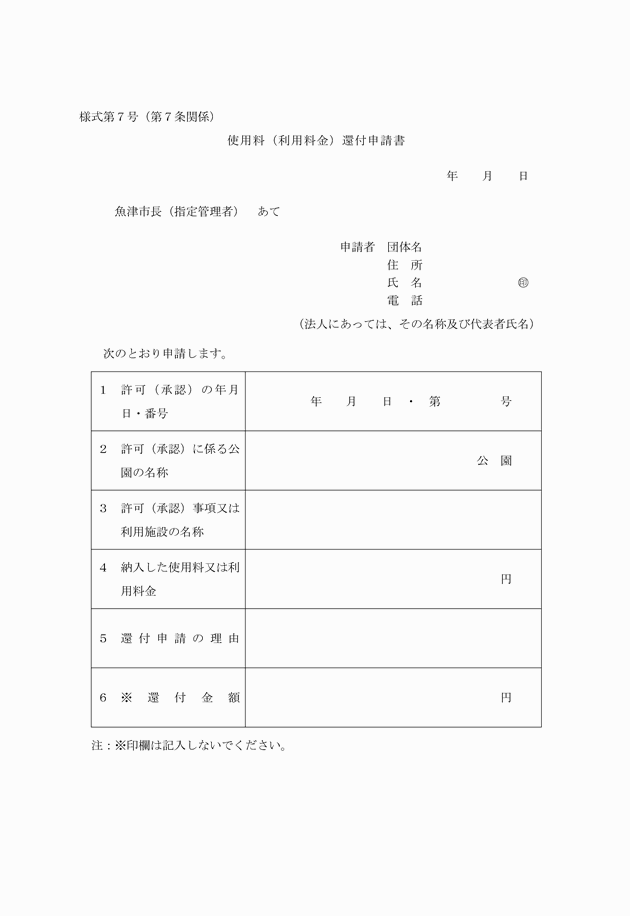 様式第７号（第７条関係）
使用料（利用料金）還付申請書
年　　月　　日
魚津市長（指定管理者）　あて
申請者　団体名
住　所
氏　名　　　　　　　　㊞
電　話
（法人にあっては、その名称及び代表者氏名）
次のとおり申請します。
１　許可（承認）の年月
日・番号
年　　月　　日　・　第　　　　　号
２　許可（承認）に係る公
園の名称
公　園
３　許可（承認）事項又は
利用施設の名称
４　納入した使用料又は利
用料金
円
５　還付申請の理由
６　※　還　付　金　額
円
注：※印欄は記入しないでください。